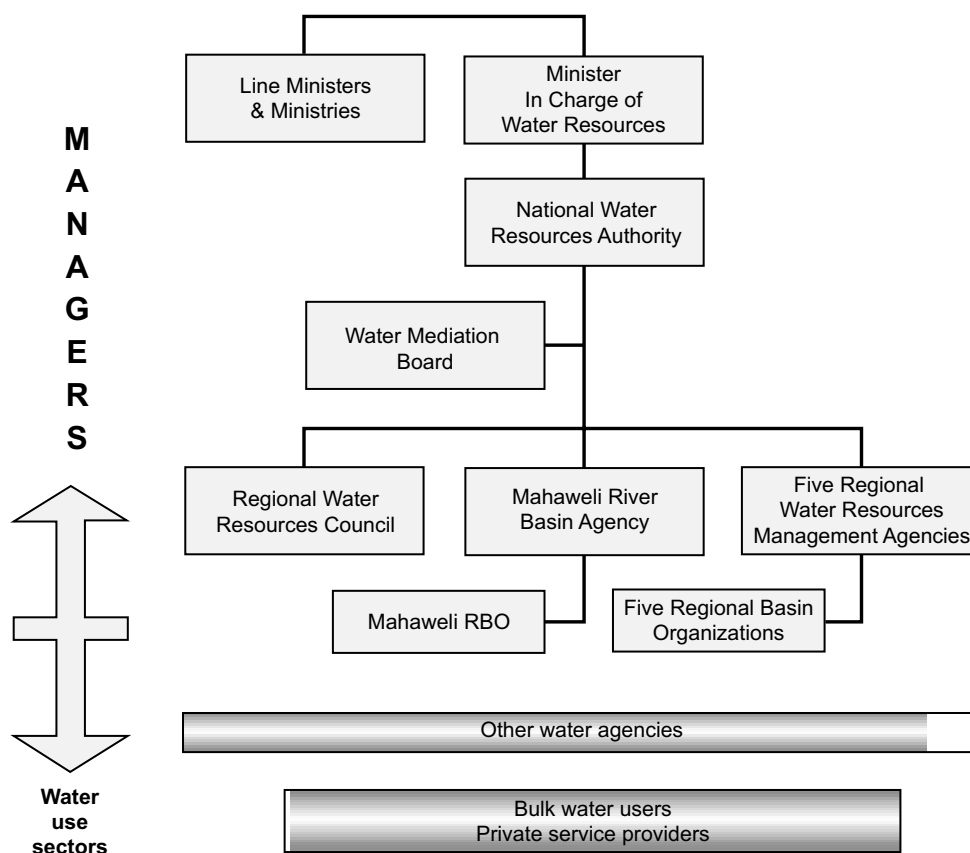 Line Ministers
& Ministries
Minister
In Charge of
Water Resources
MANAGERS
National Water
Resources Authority
Water Mediation
Board
Regional Water
Resources Council
Mahaweli River
Basin Agency
Five Regional
Water Resources
Management Agencies
Mahaweli RBO
Five Regional Basin
Organizations
Other water agencies
Water
use
sectors
Bulk water users
Private service providers